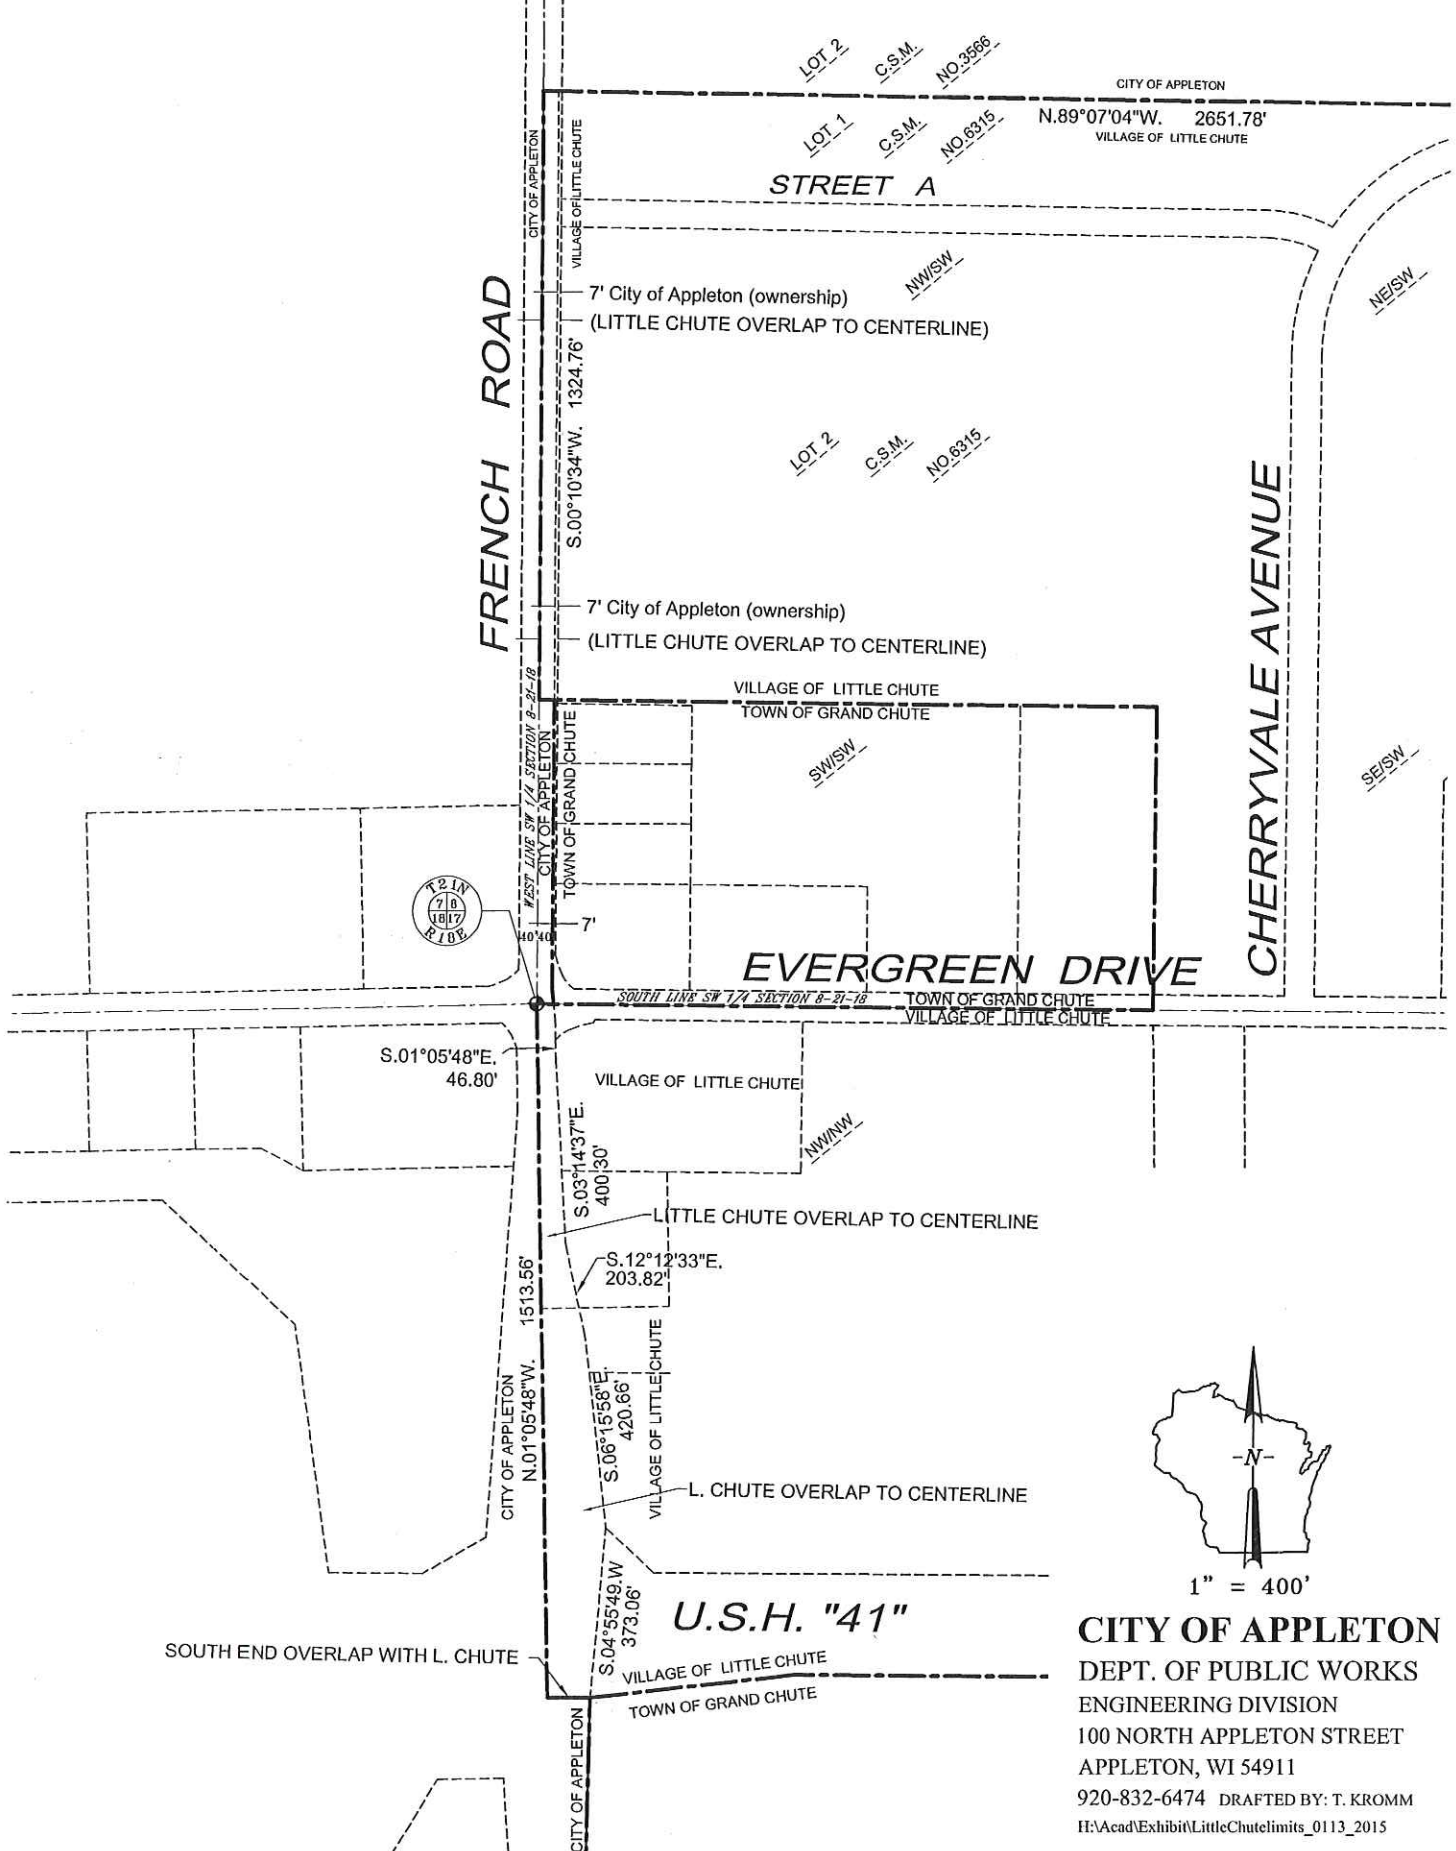 LOT 2 C.S.M. NO.3566
CITY OF APPLETON
N.89°07'04"W. 2651.78'
VILLAGE OF LITTLE CHUTE
LOT 1 C.S.M. NO.6315
CITY OF APPLETON
VILLAGE OF LITTLE CHUTE
STREET A
NW/SW
NE/SW
7' City of Appleton (ownership)
(LITTLE CHUTE OVERLAP TO CENTERLINE)
FRENCH ROAD
S.00°10'34"W. 1324.76'
LOT 2 C.S.M. NO.6315
CHERRYVALE AVENUE
7' City of Appleton (ownership)
(LITTLE CHUTE OVERLAP TO CENTERLINE)
VILLAGE OF LITTLE CHUTE
TOWN OF GRAND CHUTE
WEST LINE SW 1/4 SECTION 8-21-18
CITY OF APPLETON
TOWN OF GRAND CHUTE
SW/SW
SE/SW
T21N
7 8
18 17
R18E
7'
40' 40'
EVERGREEN DRIVE
SOUTH LINE SW 1/4 SECTION 8-21-18
TOWN OF GRAND CHUTE
VILLAGE OF LITTLE CHUTE
S.01°05'48"E.
46.80'
VILLAGE OF LITTLE CHUTE
NW/NW
S.03°14'37"E.
400.30'
LITTLE CHUTE OVERLAP TO CENTERLINE
S.12°12'33"E.
203.82'
CITY OF APPLETON
N.01°05'48"W. 1513.56'
S.06°15'58"E.
420.66'
VILLAGE OF LITTLE CHUTE
L. CHUTE OVERLAP TO CENTERLINE
S.04°55'49.W
373.06'
U.S.H. "41"
SOUTH END OVERLAP WITH L. CHUTE
VILLAGE OF LITTLE CHUTE
TOWN OF GRAND CHUTE
CITY OF APPLETON
-N-
1" = 400'
CITY OF APPLETON
DEPT. OF PUBLIC WORKS
ENGINEERING DIVISION
100 NORTH APPLETON STREET
APPLETON, WI 54911
920-832-6474 DRAFTED BY: T. KROMM
H:\Acad\Exhibit\LittleChutelimits_0113_2015